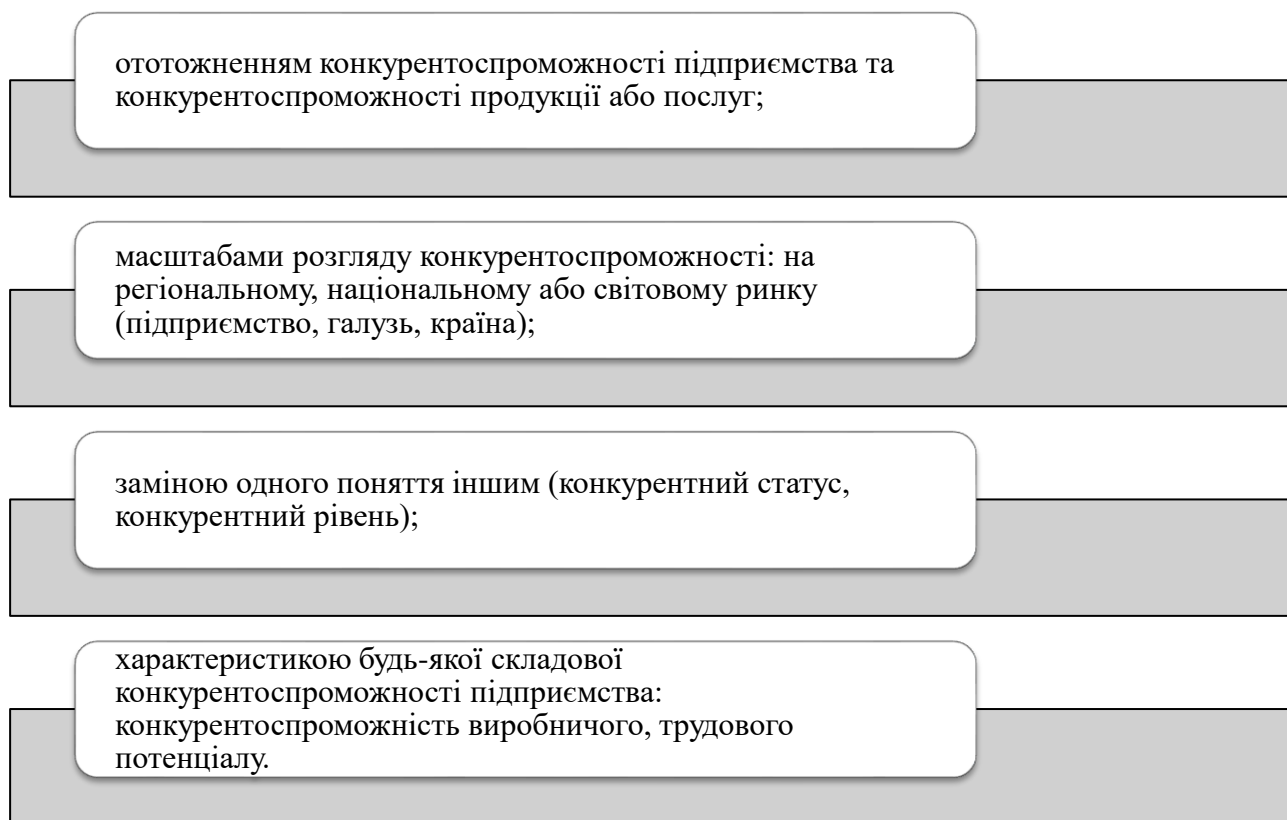 ототожненням конкурентоспроможності підприємства та
конкурентоспроможності продукції або послуг;
масштабами розгляду конкурентоспроможності: на
регіональному, національному або світовому ринку
(підприємство, галузь, країна);
заміною одного поняття іншим (конкурентний статус,
конкурентний рівень);
характеристикою будь-якої складової
конкурентоспроможності підприємства:
конкурентоспроможність виробничого, трудового
потенціалу.